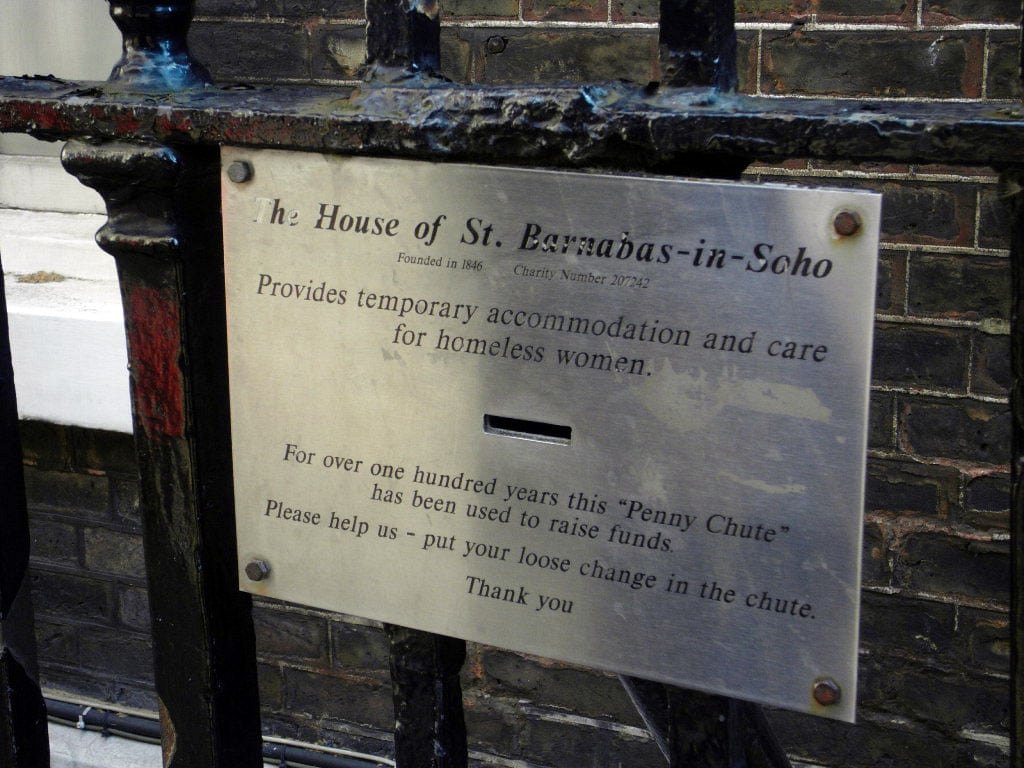 The House of St. Barnabas-in-Soho
Founded in 1846 Charity Number 207242
Provides temporary accommodation and care
for homeless women.
For over one hundred years this “Penny Chute”
has been used to raise funds.
Please help us - put your loose change in the chute.
Thank you